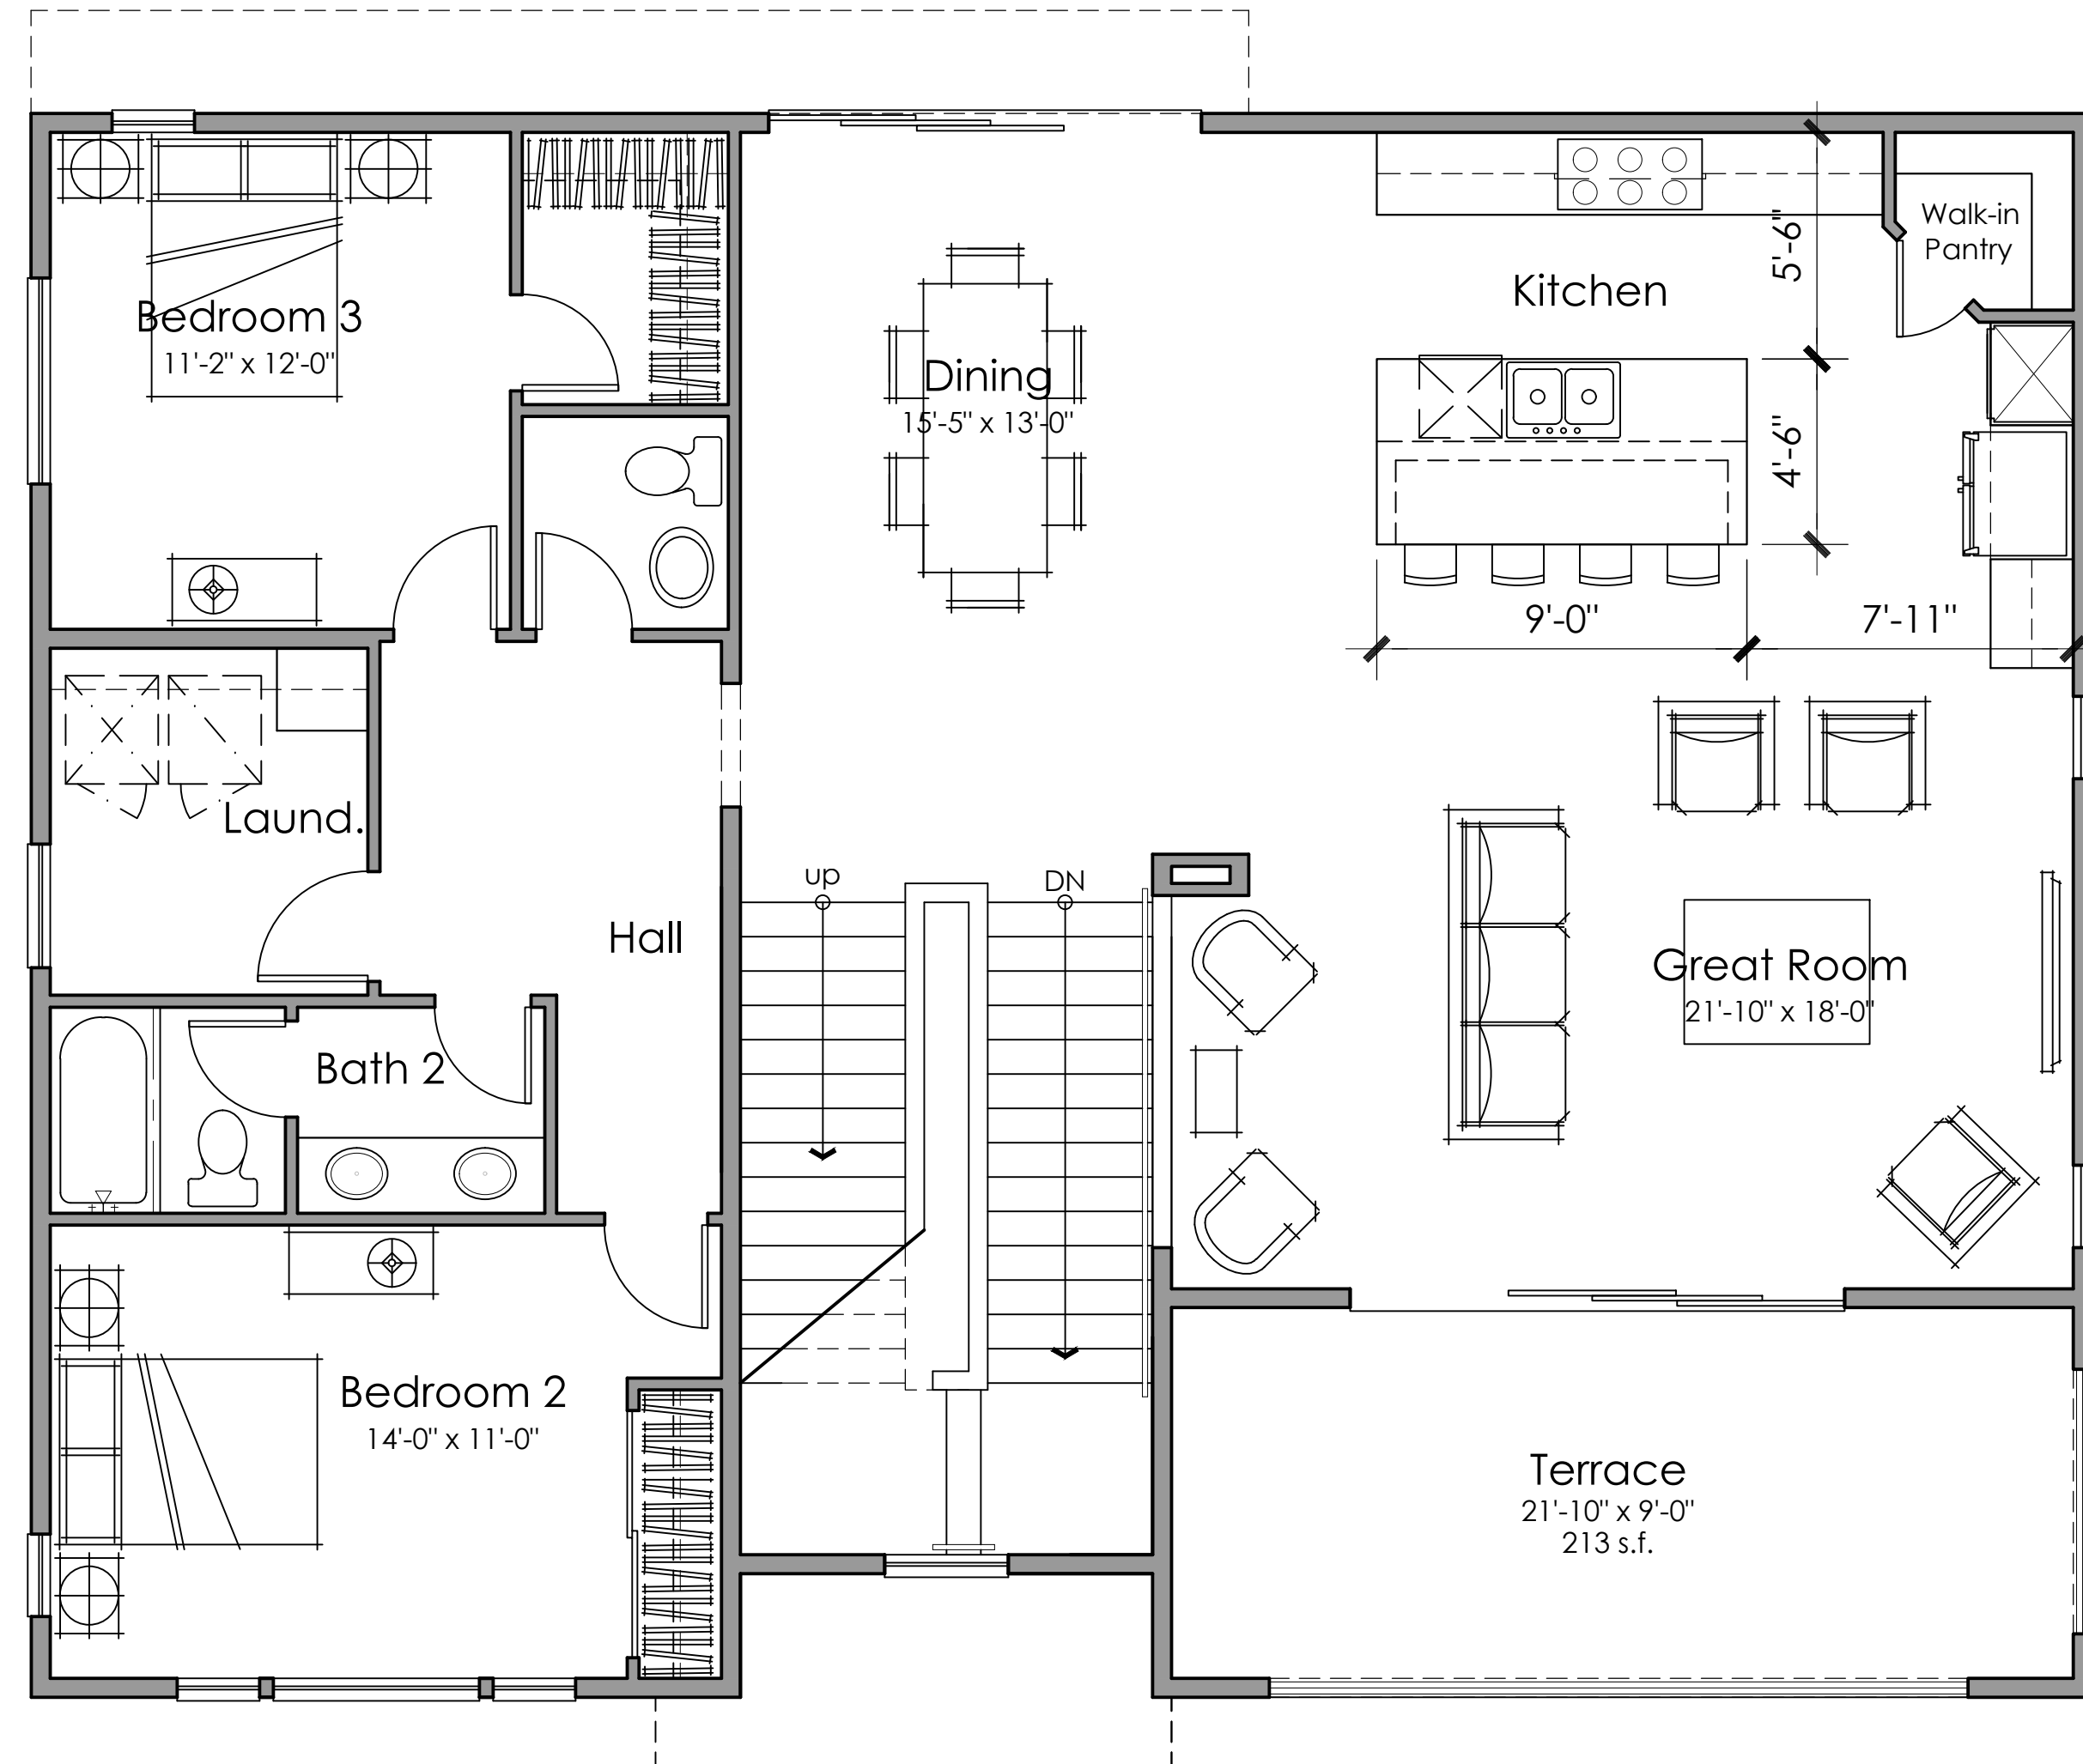 Bedroom 3
11'-2" x 12'-0"
Dining
15'-5" x 13'-0"
Kitchen
5'-6"
4'-6"
Walk-in
Pantry
9'-0"
7'-11"
Laund.
Hall
up
DN
Great Room
21'-10" x 18'-0"
Bath 2
Bedroom 2
14'-0" x 11'-0"
Terrace
21'-10" x 9'-0"
213 s.f.